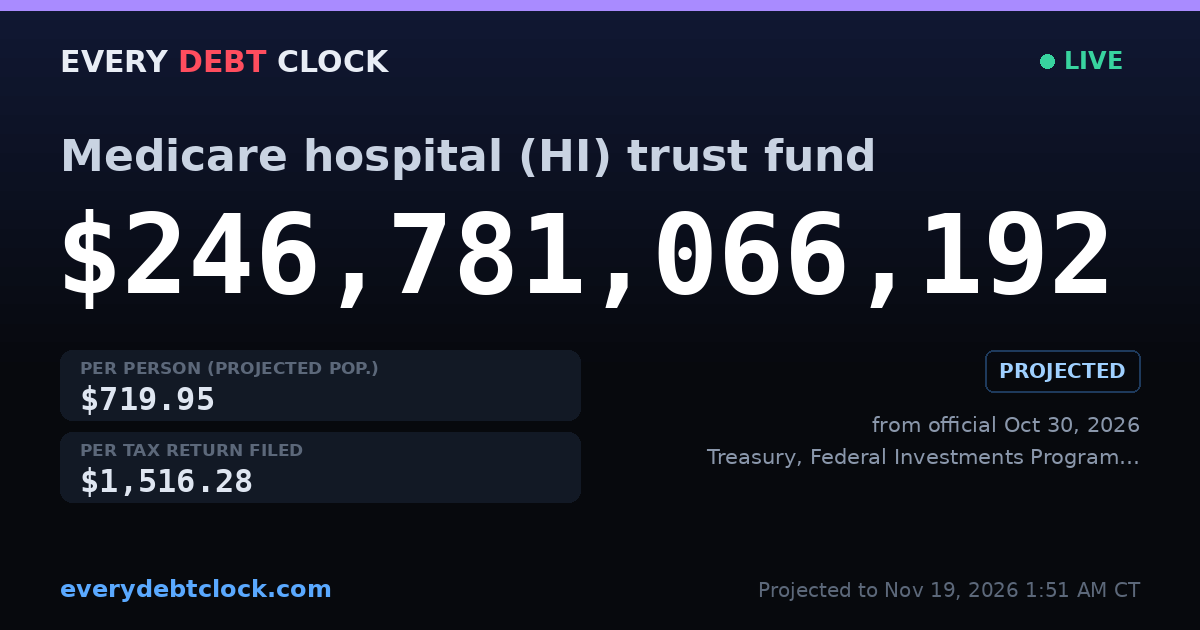 EVERY DEBT CLOCK
LIVE
Medicare hospital (HI) trust fund
$246,781,066,192
PER PERSON (PROJECTED POP.)
$719.95
PER TAX RETURN FILED
$1,516.28
PROJECTED
from official Oct 30, 2026
Treasury, Federal Investments Program…
everydebtclock.com
Projected to Nov 19, 2026 1:51 AM CT